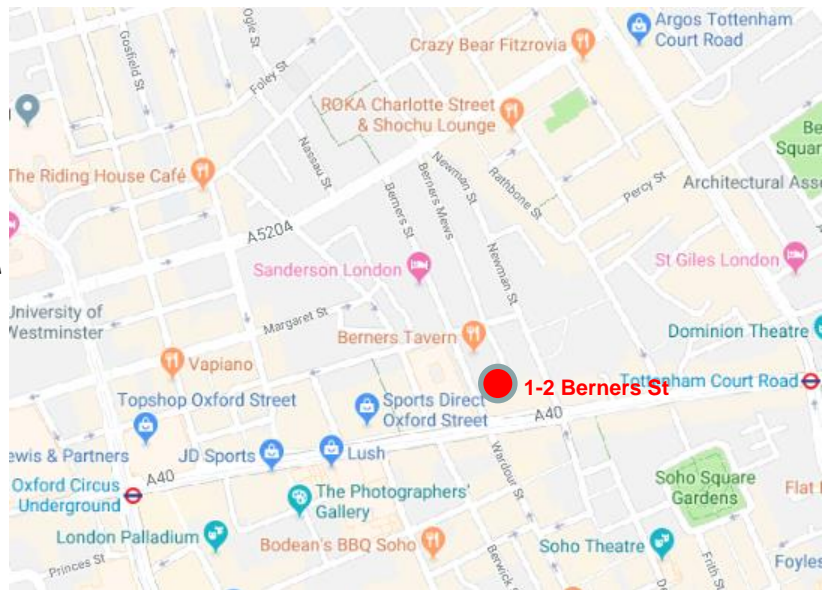 Argos Tottenham
Court Road
Ogle St
Gosfield St
Crazy Bear Fitzrovia
Foley St
ROKA Charlotte Street
& Shochu Lounge
Be
Squar
Nassau St
Newman St
The Riding House Café
Rathbone St
Percy St
Architectural Ass
Berners St
Berners Mews
A5204
Newman St
Sanderson London
St Giles London
University of
Westminster
Margaret St
Berners Tavern
Dominion Theatre
Vapiano
1-2 Berners St
Tottenham Court Road
Topshop Oxford Street
Sports Direct
Oxford Street
A40
ewis & Partners
JD Sports
Lush
Wardour St
A40
Oxford Circus
Underground
The Photographers'
Gallery
Soho Square
Gardens
Flat
London Palladium
Bodean's BBQ Soho
Soho Theatre
Princes St
Berwick
Frith St
Foyles